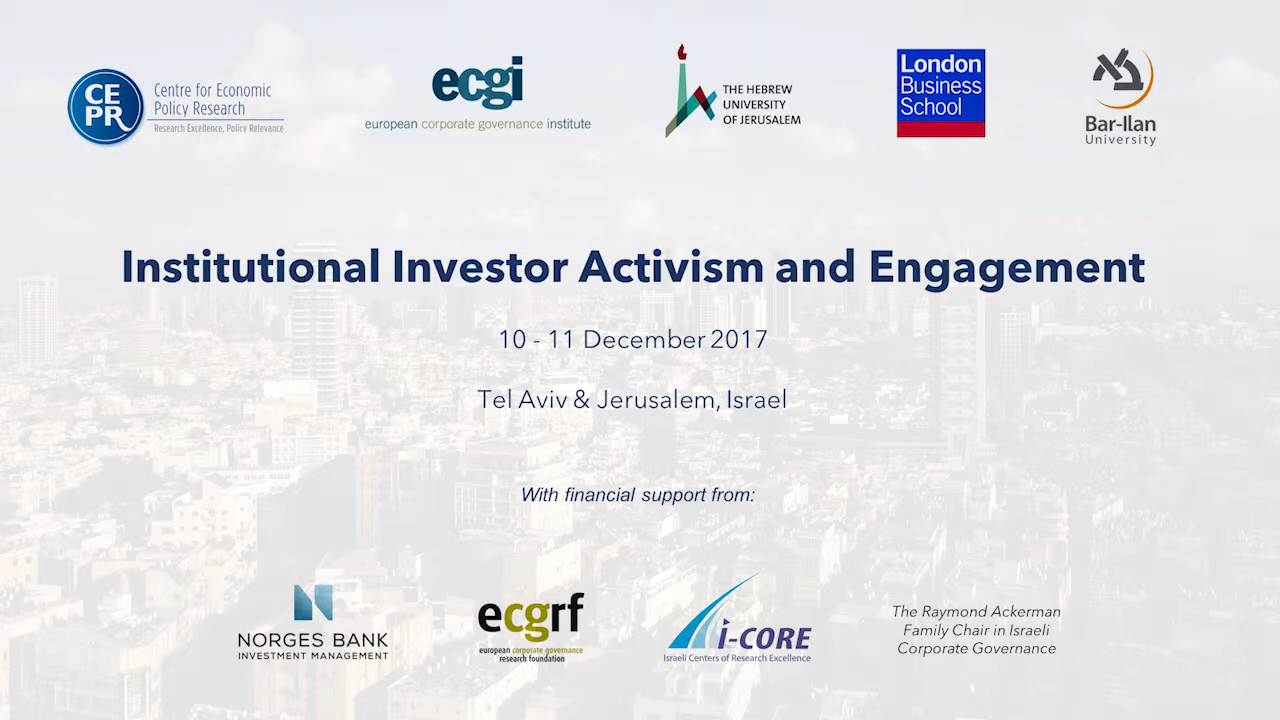 CE
PR
Centre for Economic
Policy Research
Research Excellence, Policy Relevance
ecgi
european corporate governance institute
THE HEBREW
UNIVERSITY
OF JERUSALEM
London
Business
School
Bar-Ilan
University
Institutional Investor Activism and Engagement
10 - 11 December 2017
Tel Aviv & Jerusalem, Israel
With financial support from:
NORGES BANK
INVESTMENT MANAGEMENT
ecgrf
european corporate governance
research foundation
i-CORE
Israeli Centers of Research Excellence
The Raymond Ackerman
Family Chair in Israeli
Corporate Governance